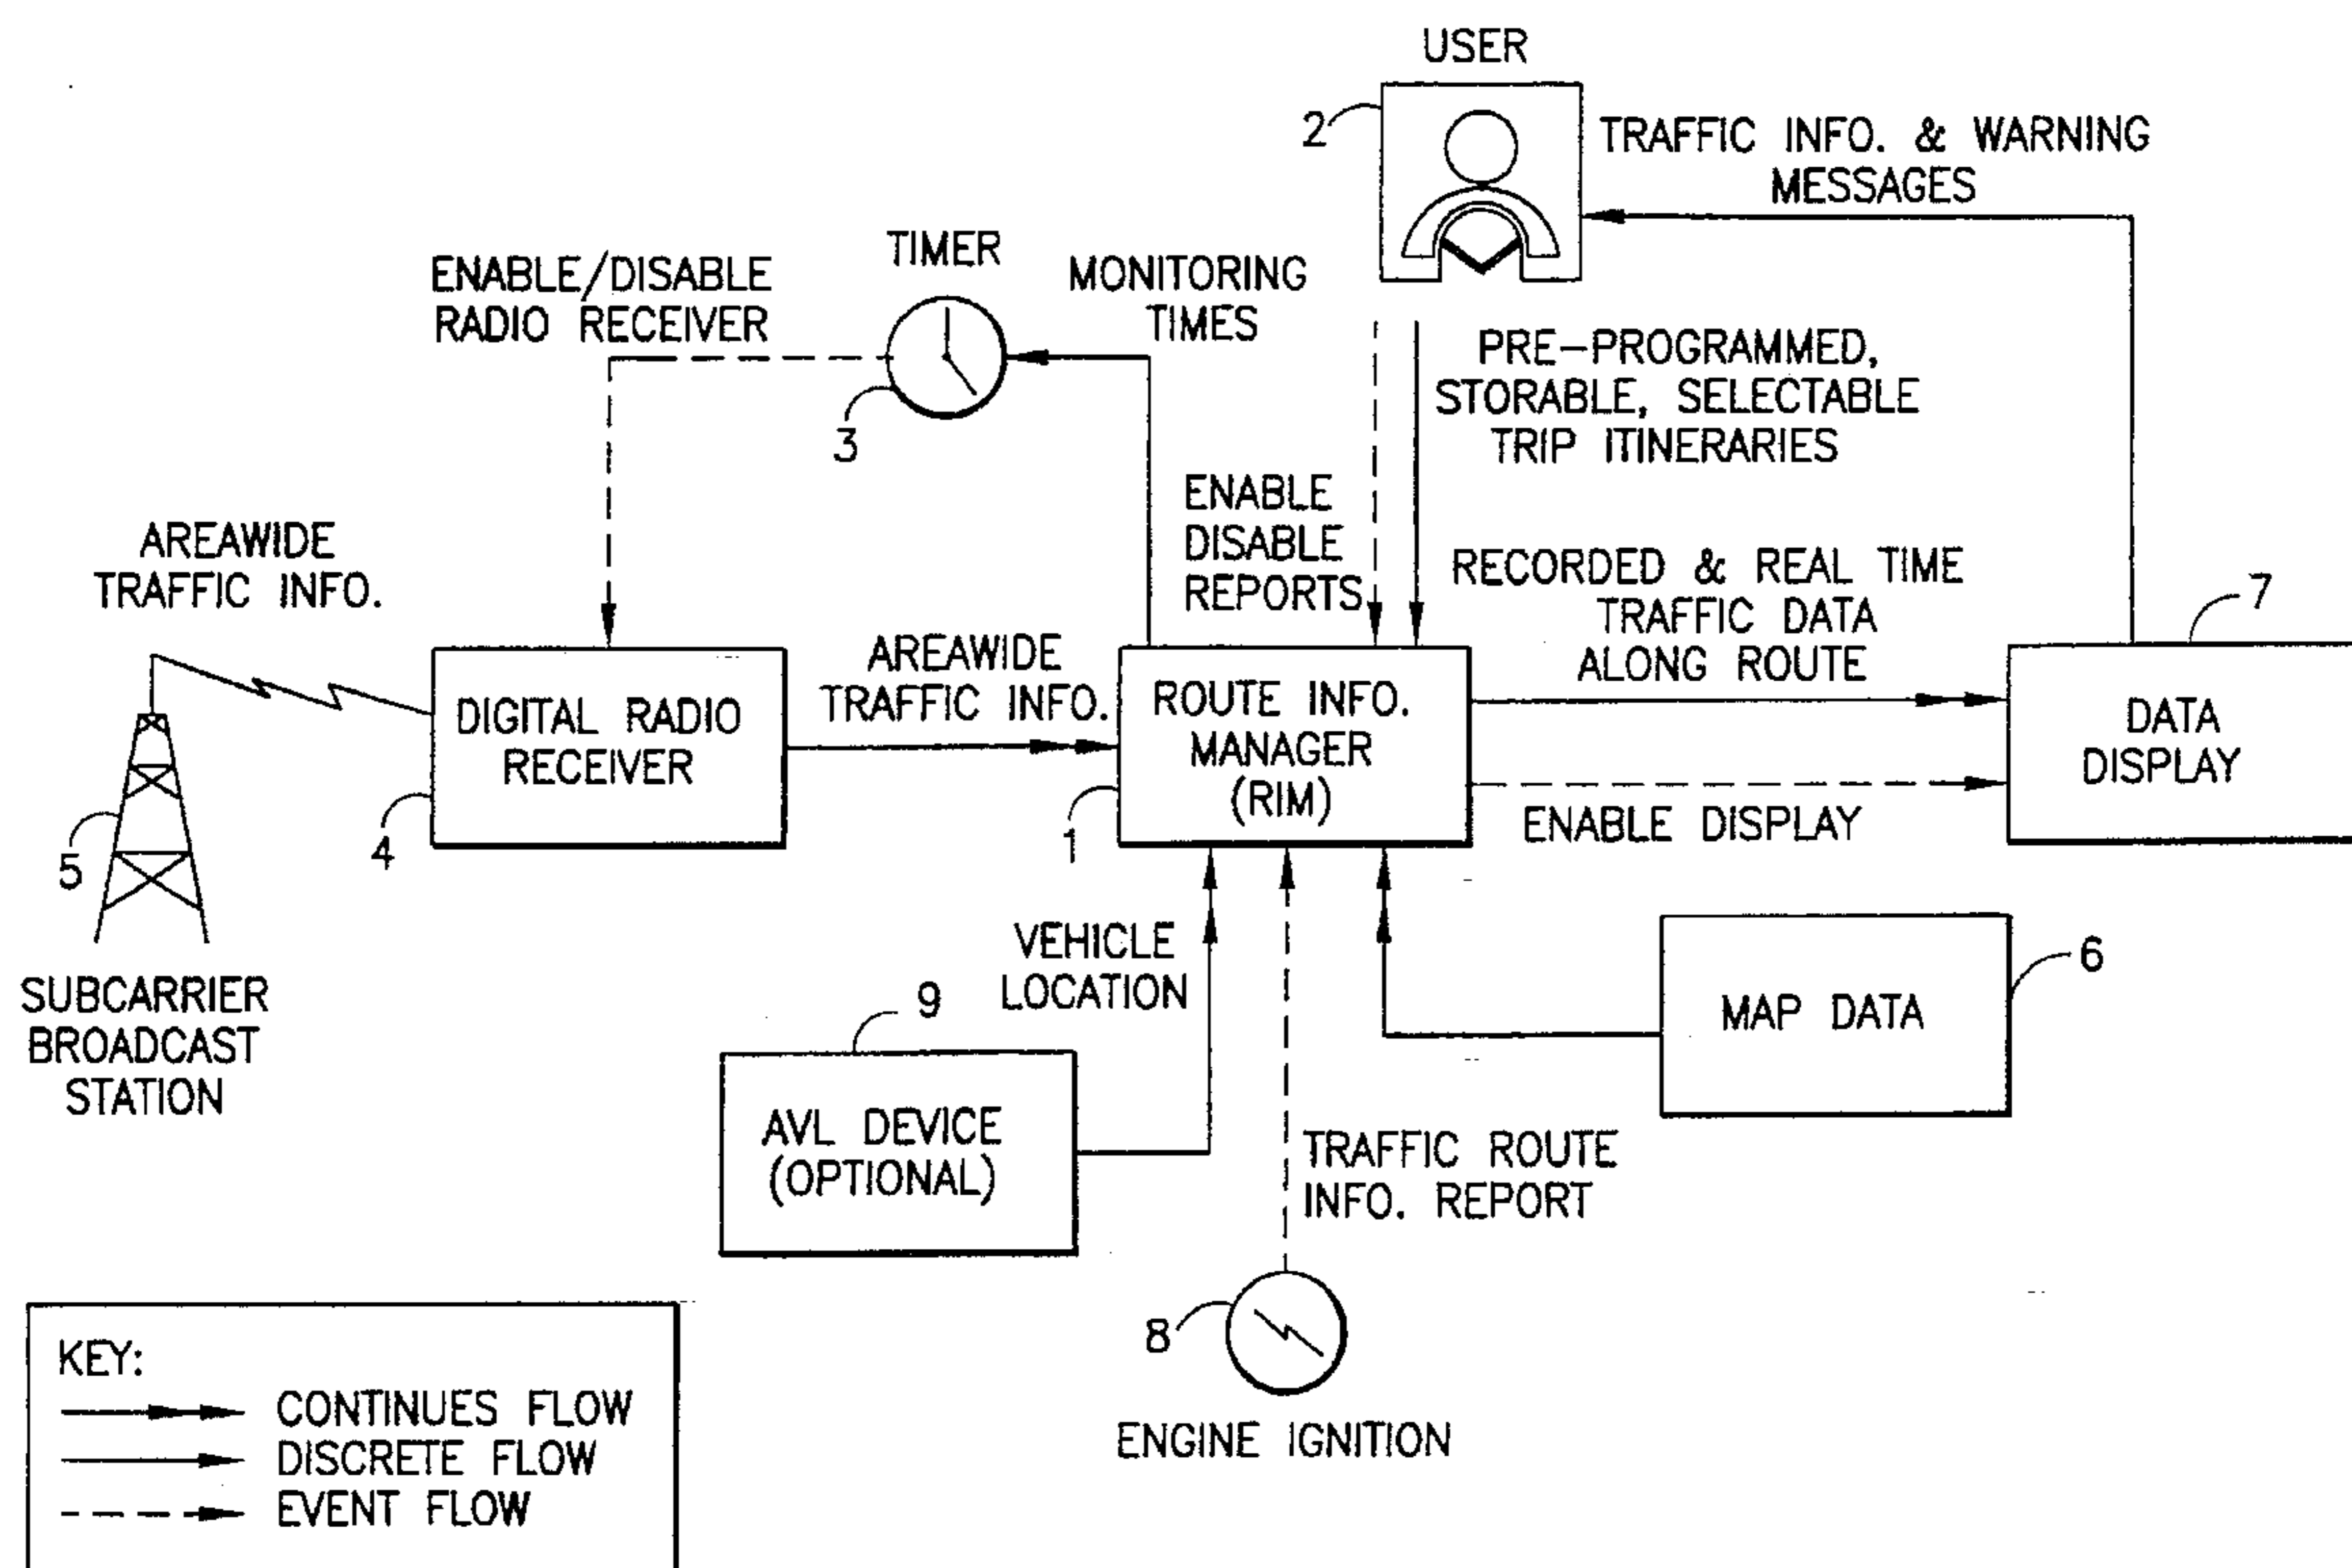 USER
2
TRAFFIC INFO. & WARNING
MESSAGES
TIMER
ENABLE/DISABLE
RADIO RECEIVER
MONITORING
TIMES
3
PRE-PROGRAMMED,
STORABLE, SELECTABLE
TRIP ITINERARIES
ENABLE
DISABLE
REPORTS
AREAWIDE
TRAFFIC INFO.
RECORDED & REAL TIME
TRAFFIC DATA
ALONG ROUTE
7
AREAWIDE
TRAFFIC INFO.
DIGITAL RADIO
RECEIVER
ROUTE INFO.
MANAGER
(RIM)
DATA
DISPLAY
ENABLE DISPLAY
5
4
1
SUBCARRIER
BROADCAST
STATION
VEHICLE
LOCATION
9
6
MAP DATA
AVL DEVICE
(OPTIONAL)
TRAFFIC ROUTE
INFO. REPORT
8
ENGINE IGNITION
KEY:
CONTINUES FLOW
DISCRETE FLOW
EVENT FLOW